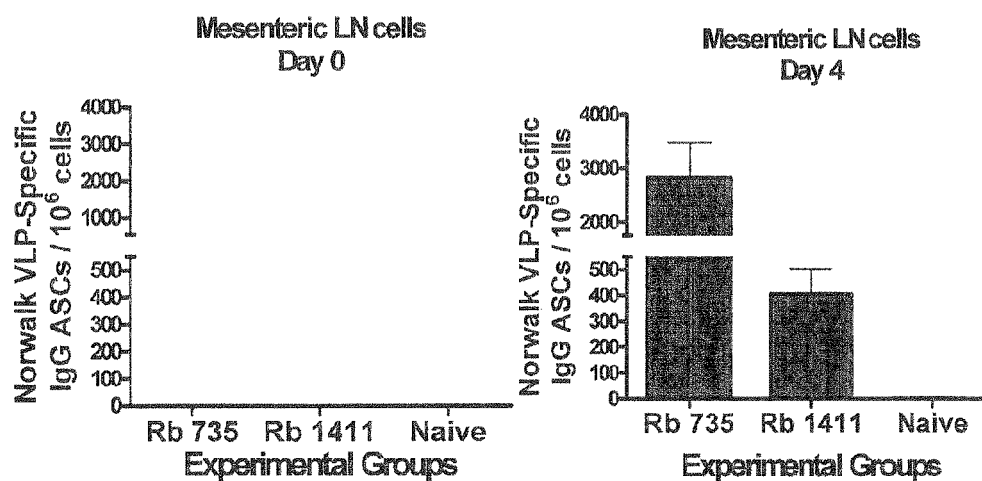 Mesenteric LN cells
Day 0
Norwalk VLP-Specific
IgG ASCs / 10⁶ cells
4000
3000
2000
1000
500
400
300
200
100
0
Rb 735 Rb 1411 Naive
Experimental Groups
Mesenteric LN cells
Day 4
Norwalk VLP-Specific
IgG ASCs / 10⁶ cells
4000
3000
2000
500
400
300
200
100
0
Rb 735 Rb 1411 Naive
Experimental Groups